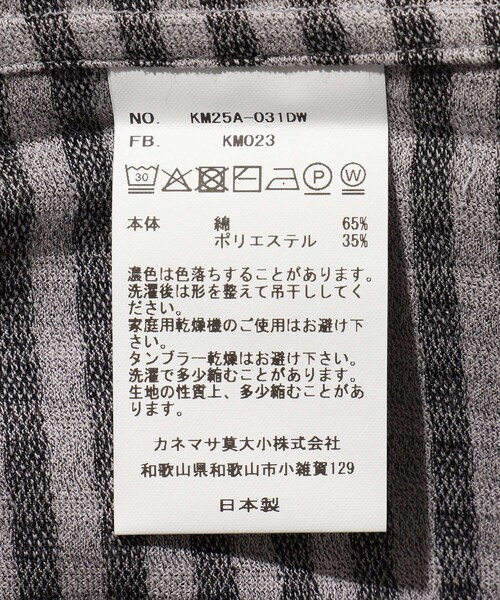 NO. KM25A-031DW
FB. KM023
30 P W
本体 綿 65%
ポリエステル 35%
濃色は色落ちすることがあります。
洗濯後は形を整えて吊干ししてく
ださい。
家庭用乾燥機のご使用はお避け下
さい。
タンブラー乾燥はお避け下さい。
洗濯で多少縮むことがあります。
生地の性質上、多少縮むことがあ
ります。
カネマサ莫大小株式会社
和歌山県和歌山市小雑賀129
日本製